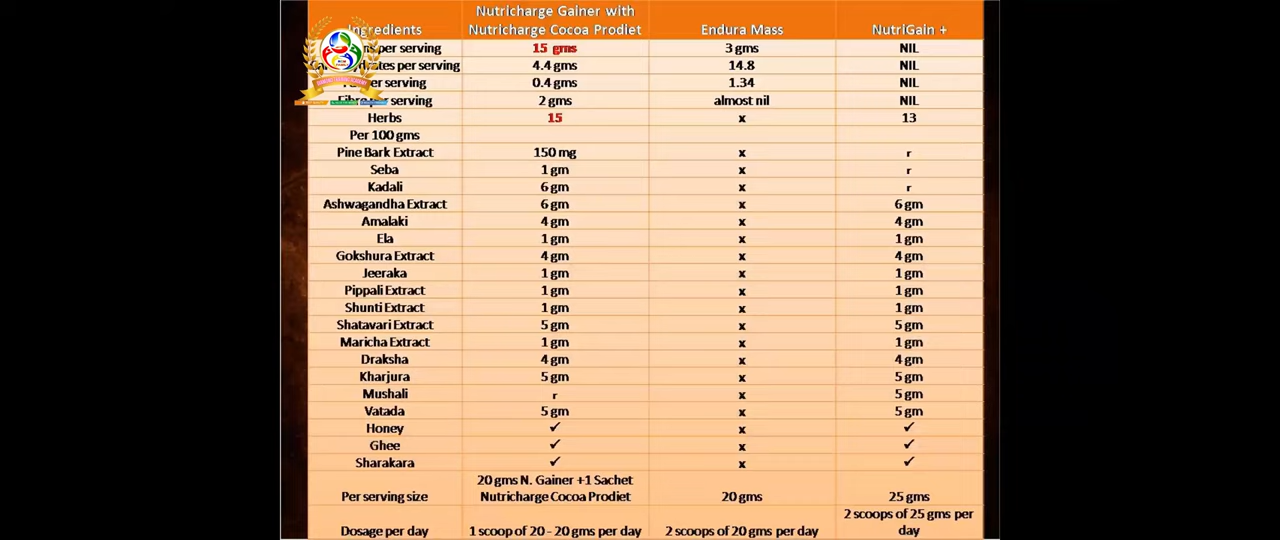 Nutricharge Gainer with
Ingredients Nutricharge Cocoa Prodiet Endura Mass NutriGain +
per serving 15 gms 3 gms NIL
per serving 4.4 gms 14.8 NIL
serving 0.4 gms 1.34 NIL
Fibre per serving 2 gms almost nil NIL
Herbs 15 x 13
Per 100 gms
Pine Bark Extract 150 mg x r
Seba 1 gm x r
Kadali 6 gm x r
Ashwagandha Extract 6 gm x 6 gm
Amalaki 4 gm x 4 gm
Ela 1 gm x 1 gm
Gokshura Extract 4 gm x 4 gm
Jeeraka 1 gm x 1 gm
Pippali Extract 1 gm x 1 gm
Shunti Extract 1 gm x 1 gm
Shatavari Extract 5 gm x 5 gm
Maricha Extract 1 gm x 1 gm
Draksha 4 gm x 4 gm
Kharjura 5 gm x 5 gm
Mushali r x 5 gm
Vatada 5 gm x 5 gm
Honey ✓ x ✓
Ghee ✓ x ✓
Sharakara ✓ x ✓
20 gms N. Gainer +1 Sachet
Per serving size Nutricharge Cocoa Prodiet 20 gms 25 gms
2 scoops of 25 gms per
Dosage per day 1 scoop of 20 - 20 gms per day 2 scoops of 20 gms per day day